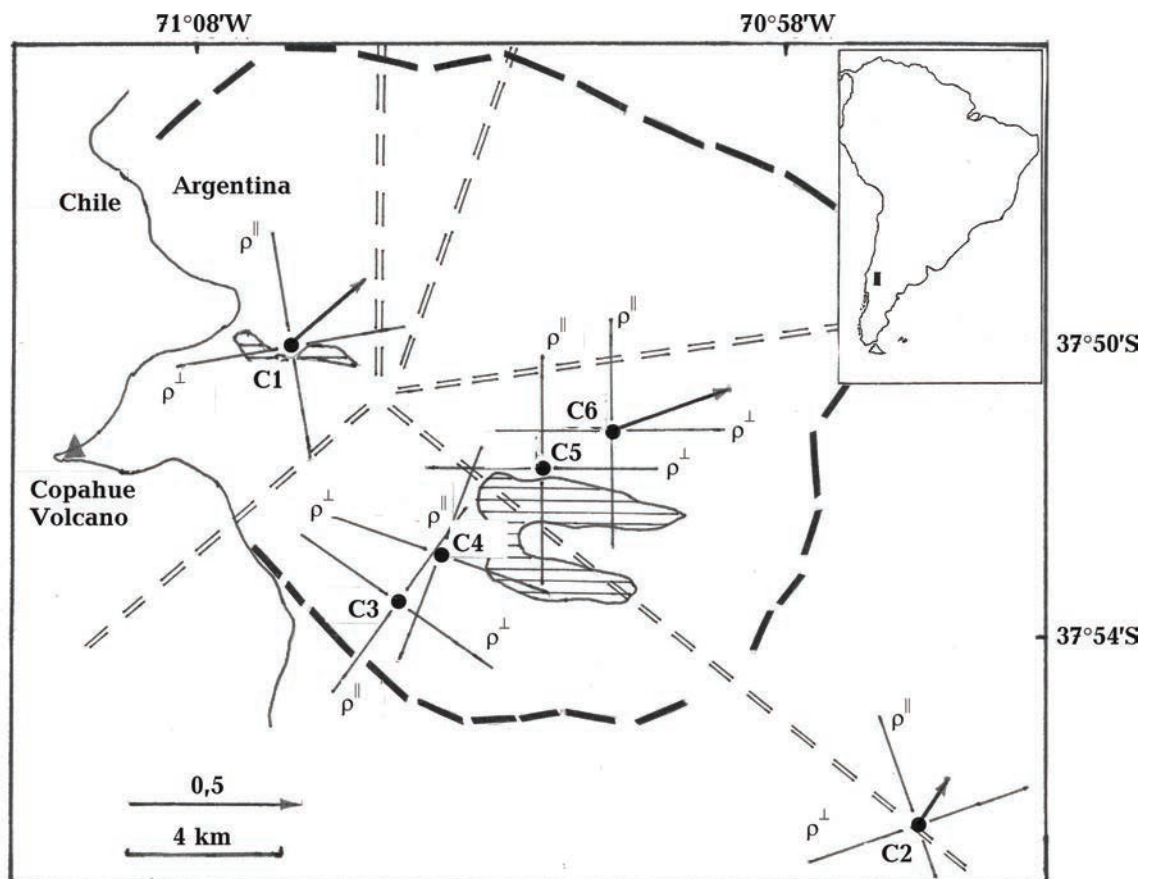 71°08'W
70°58'W
Argentina
Chile
ρ||
ρ||
ρ||
37°50'S
C1
ρ⊥
C6
ρ⊥
C5
ρ⊥
Copahue
Volcano
ρ⊥
ρ||
C4
C3
ρ⊥
37°54'S
ρ||
ρ||
0,5
ρ⊥
4 km
C2